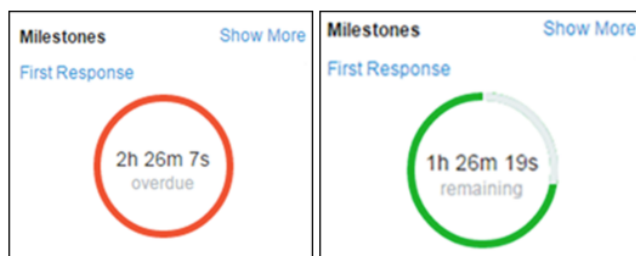 Milestones Show More
First Response
2h 26m 7s
overdue
Milestones Show More
First Response
1h 26m 19s
remaining